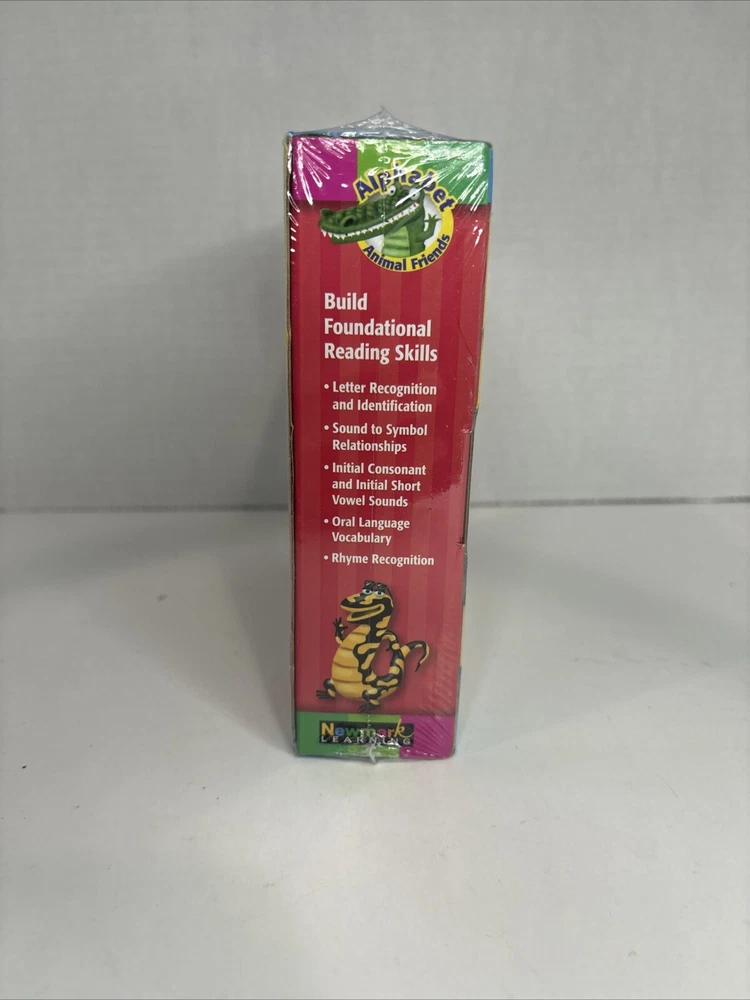 Alphabet
Animal Friends
Build
Foundational
Reading Skills
• Letter Recognition
and Identification
• Sound to Symbol
Relationships
• Initial Consonant
and Initial Short
Vowel Sounds
• Oral Language
Vocabulary
• Rhyme Recognition
Newmark
LEARNING